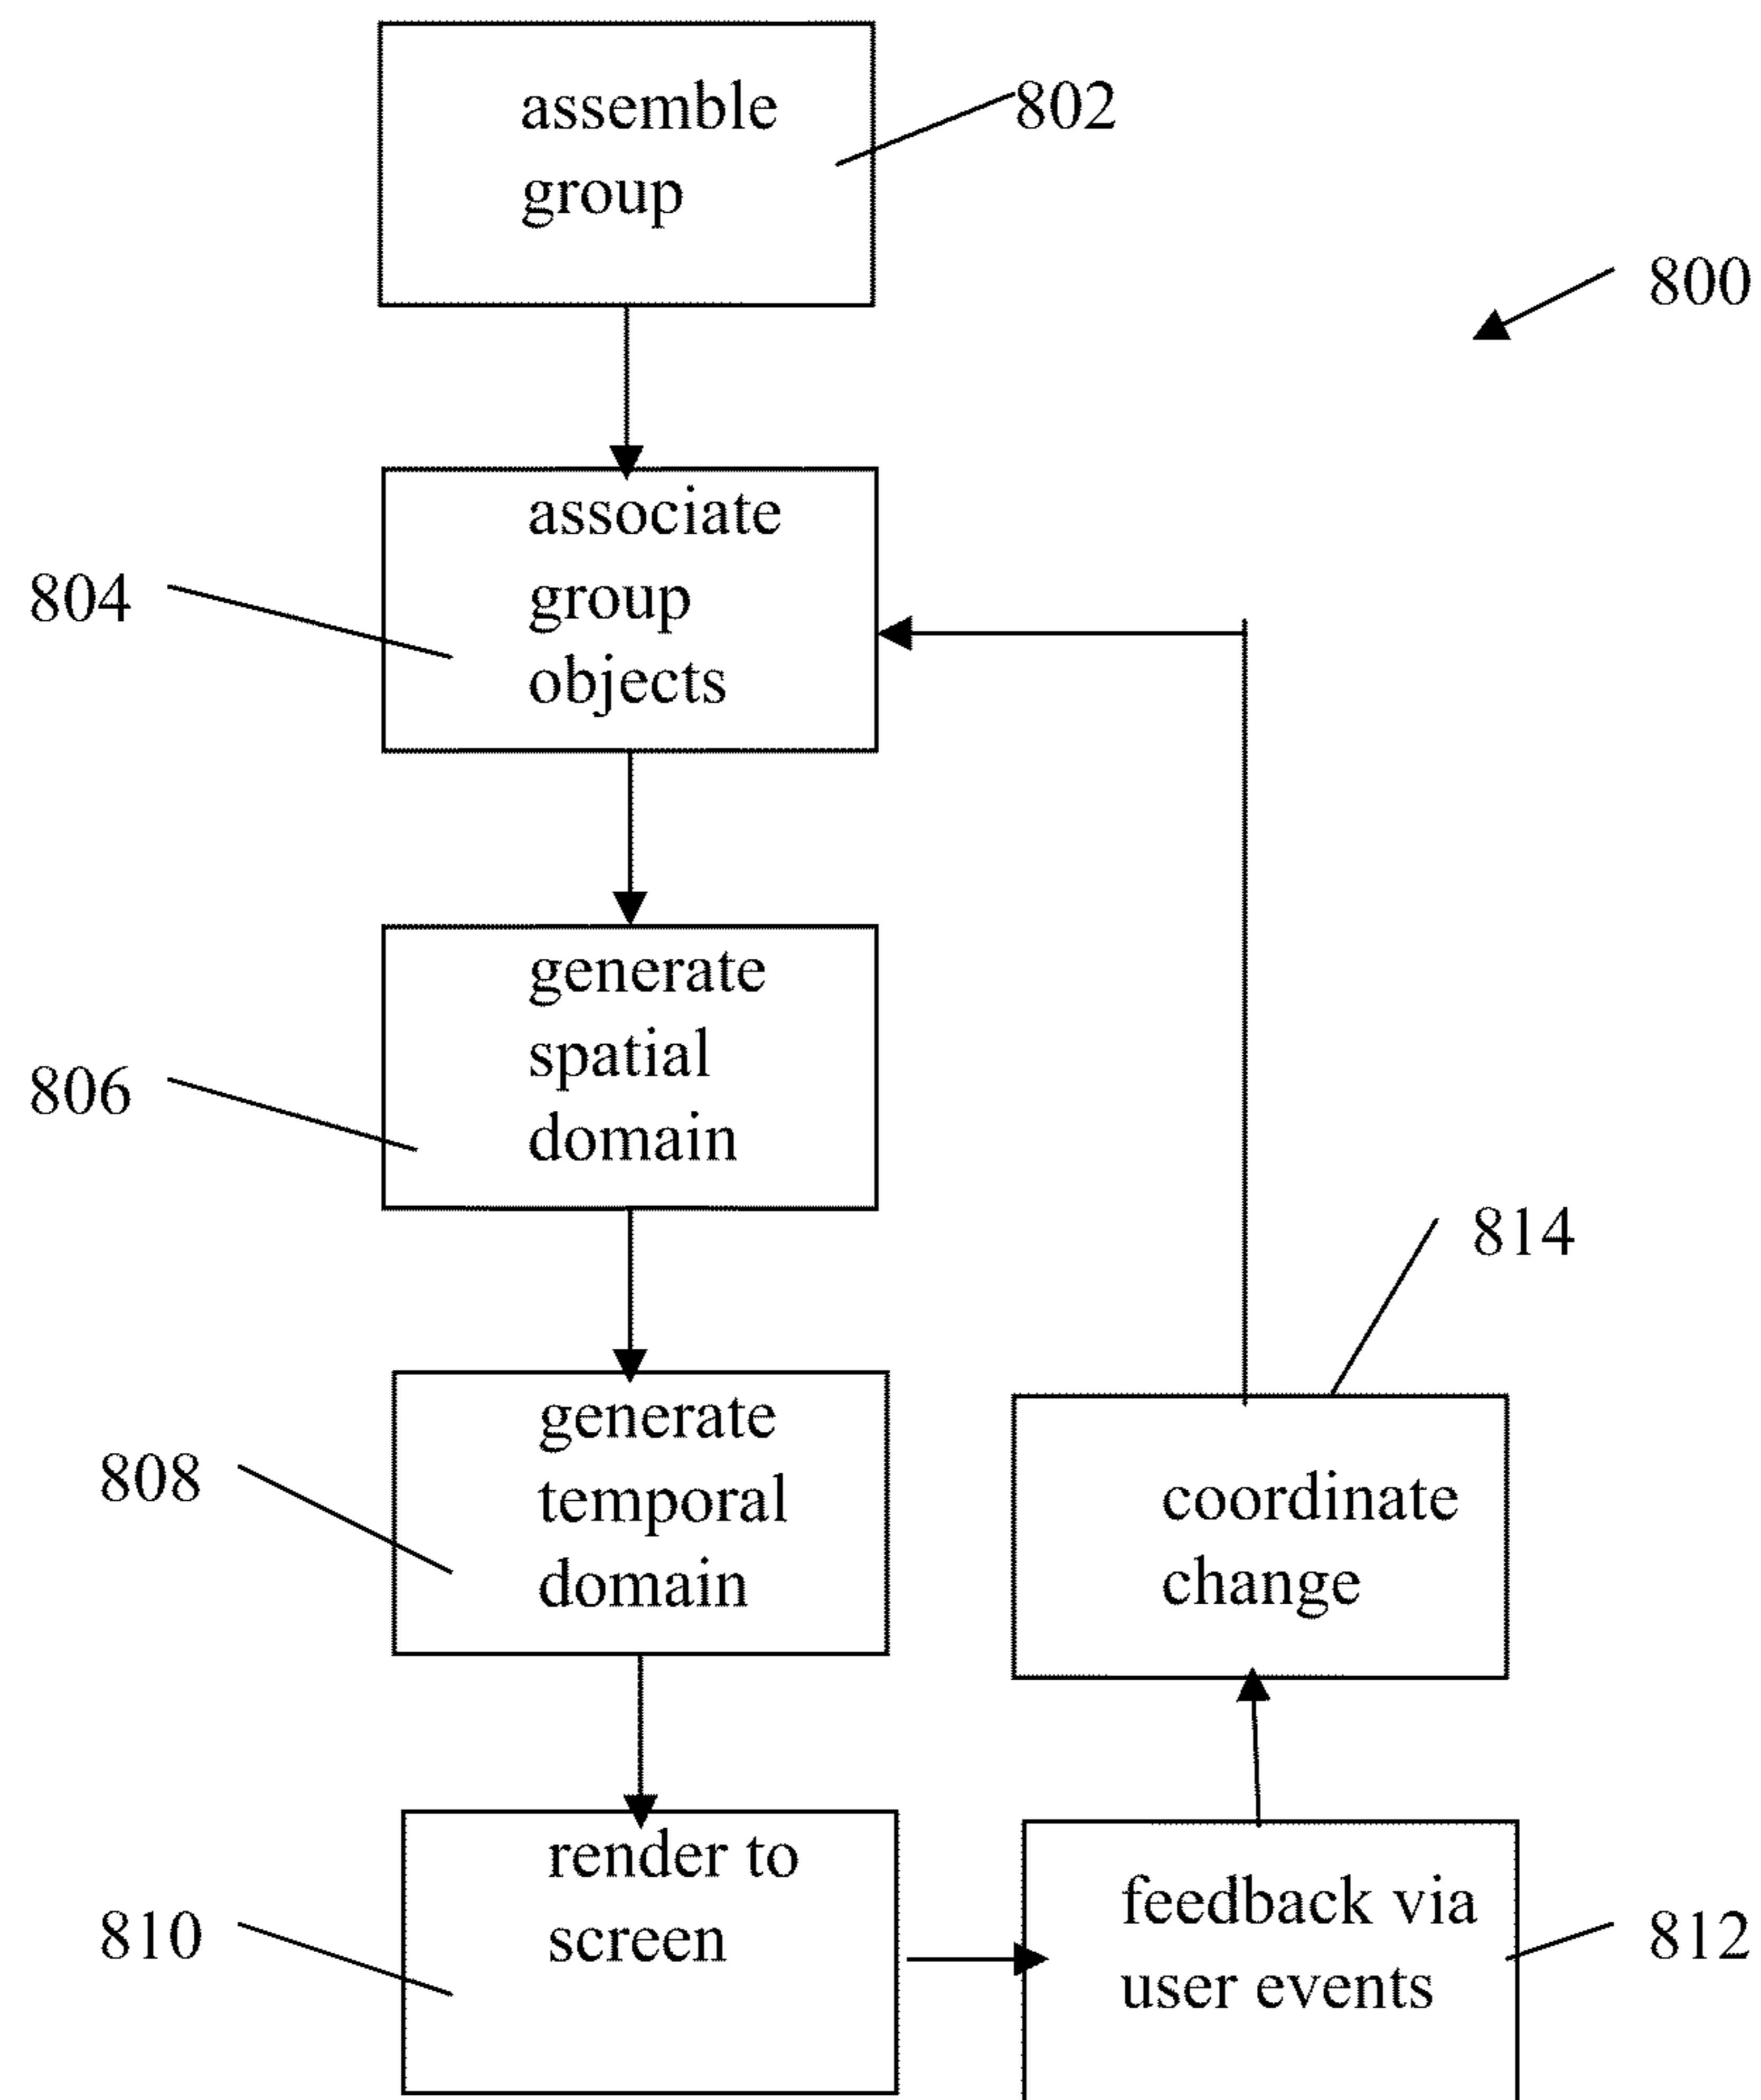 assemble
group
802
800
associate
group
objects
804
generate
spatial
domain
806
814
generate
temporal
domain
808
coordinate
change
render to
screen
810
feedback via
user events
812